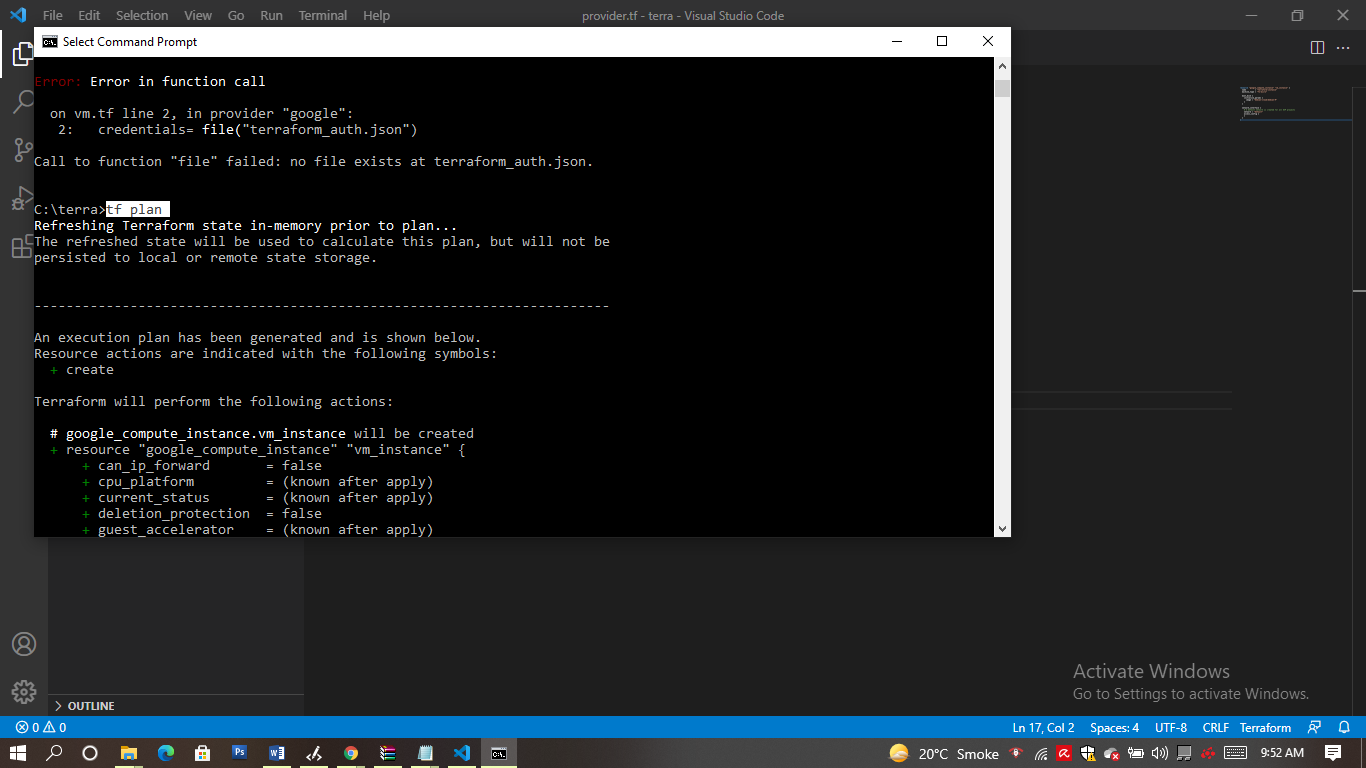 File Edit Selection View Go Run Terminal Help
provider.tf - terra - Visual Studio Code
Select Command Prompt
Error: Error in function call
on vm.tf line 2, in provider "google":
2: credentials= file("terraform_auth.json")
Call to function "file" failed: no file exists at terraform_auth.json.
C:\terra>tf plan
Refreshing Terraform state in-memory prior to plan...
The refreshed state will be used to calculate this plan, but will not be
persisted to local or remote state storage.
------------------------------------------------------------------------
An execution plan has been generated and is shown below.
Resource actions are indicated with the following symbols:
+ create
Terraform will perform the following actions:
# google_compute_instance.vm_instance will be created
+ resource "google_compute_instance" "vm_instance" {
+ can_ip_forward = false
+ cpu_platform = (known after apply)
+ current_status = (known after apply)
+ deletion_protection = false
+ guest_accelerator = (known after apply)
OUTLINE
Activate Windows
Go to Settings to activate Windows.
0 0
Ln 17, Col 2 Spaces: 4 UTF-8 CRLF Terraform
20°C Smoke
9:52 AM